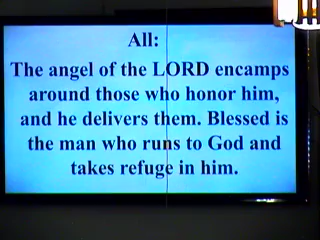 All:
The angel of the LORD encamps
around those who honor him,
and he delivers them. Blessed is
the man who runs to God and
takes refuge in him.